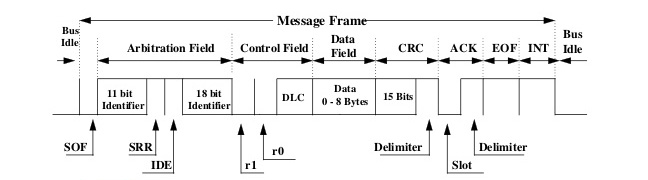 Message Frame
Bus
Idle
Arbitration Field
Control Field
Data
Field
CRC
ACK
EOF
INT
Bus
Idle
11 bit
Identifier
18 bit
Identifier
DLC
Data
0 - 8 Bytes
15 Bits
SOF
SRR
IDE
r1
r0
Delimiter
Slot
Delimiter